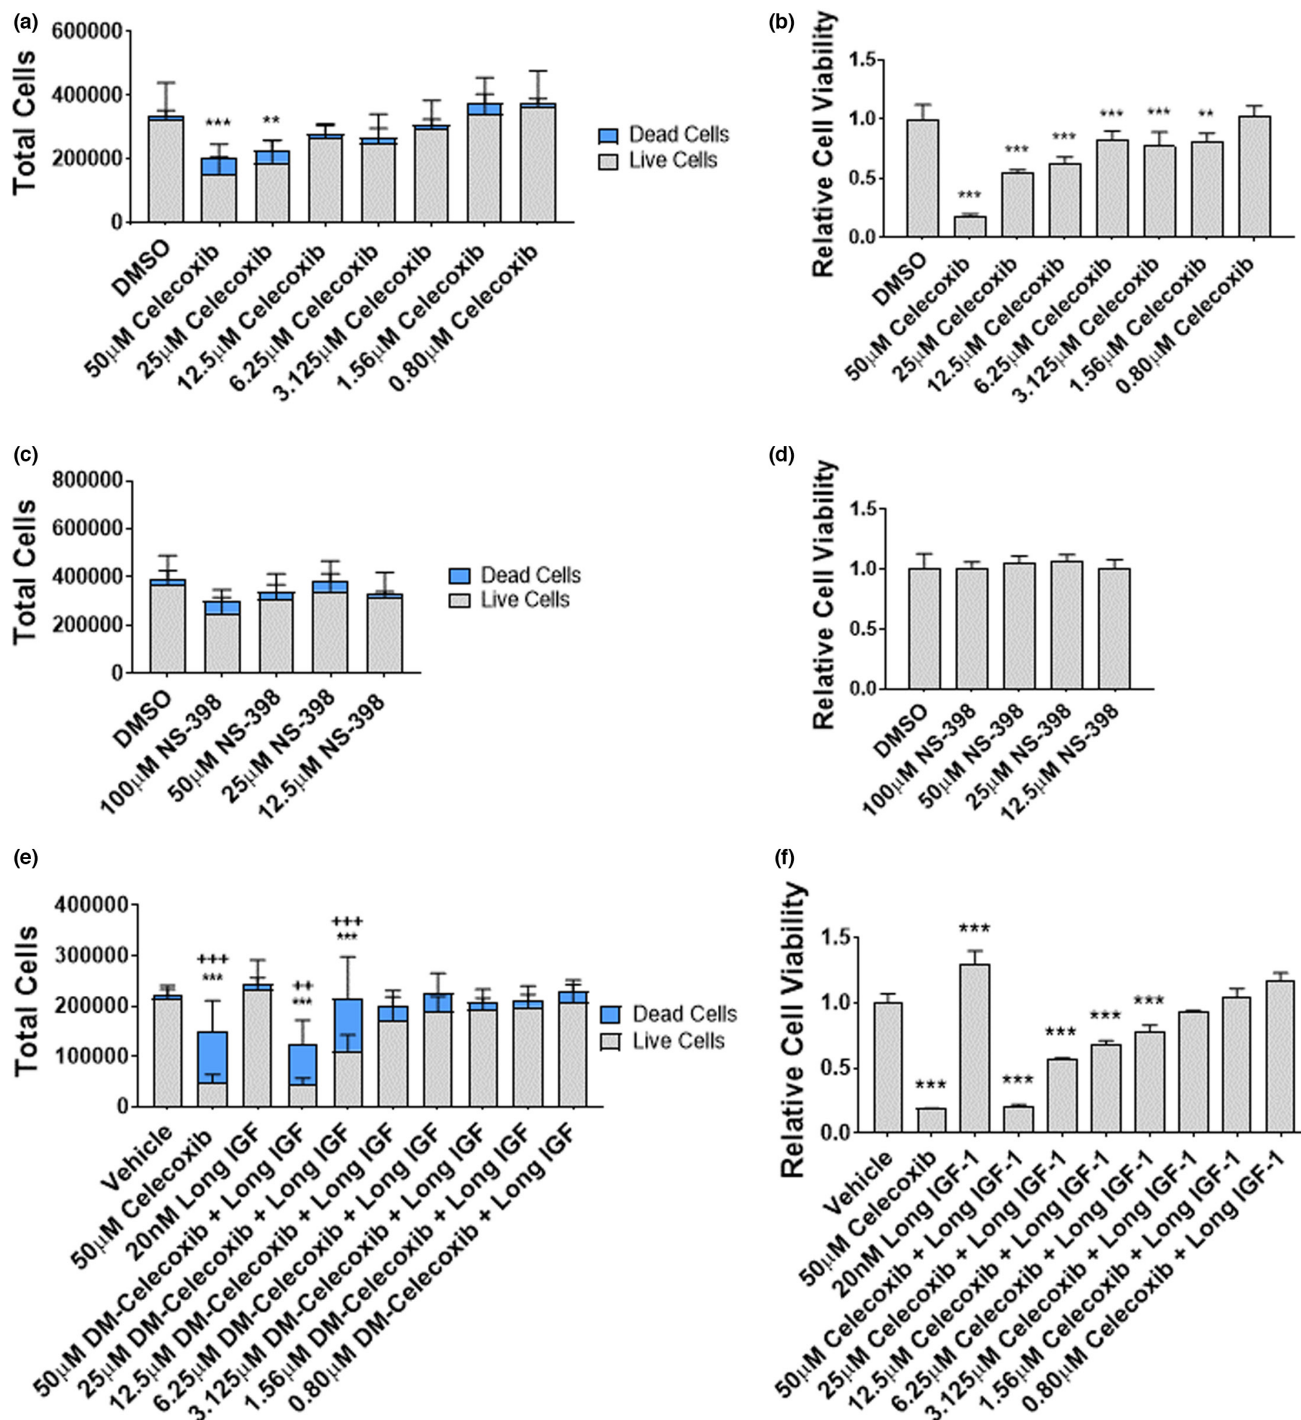 (a)
Total Cells
600000
400000
200000
0
***
**
DMSO
50µM Celecoxib
25µM Celecoxib
12.5µM Celecoxib
6.25µM Celecoxib
3.125µM Celecoxib
1.56µM Celecoxib
0.80µM Celecoxib
Dead Cells
Live Cells
(b)
Relative Cell Viability
1.5
1.0
0.5
0.0
***
***
***
***
***
**
DMSO
50µM Celecoxib
25µM Celecoxib
12.5µM Celecoxib
6.25µM Celecoxib
3.125µM Celecoxib
1.56µM Celecoxib
0.80µM Celecoxib
(c)
Total Cells
800000
600000
400000
200000
0
DMSO
100µM NS-398
50µM NS-398
25µM NS-398
12.5µM NS-398
Dead Cells
Live Cells
(d)
Relative Cell Viability
1.5
1.0
0.5
0.0
DMSO
100µM NS-398
50µM NS-398
25µM NS-398
12.5µM NS-398
(e)
Total Cells
400000
300000
200000
100000
0
+++
***
++
***
+++
***
Vehicle
50µM Celecoxib
20nM Long IGF
50µM DM-Celecoxib + Long IGF
25µM DM-Celecoxib + Long IGF
12.5µM DM-Celecoxib + Long IGF
6.25µM DM-Celecoxib + Long IGF
3.125µM DM-Celecoxib + Long IGF
1.56µM DM-Celecoxib + Long IGF
0.80µM DM-Celecoxib + Long IGF
Dead Cells
Live Cells
(f)
Relative Cell Viability
1.5
1.0
0.5
0.0
***
***
***
***
***
***
Vehicle
50µM Celecoxib
20nM Long IGF-1
50µM Celecoxib + Long IGF-1
25µM Celecoxib + Long IGF-1
12.5µM Celecoxib + Long IGF-1
6.25µM Celecoxib + Long IGF-1
3.125µM Celecoxib + Long IGF-1
1.56µM Celecoxib + Long IGF-1
0.80µM Celecoxib + Long IGF-1